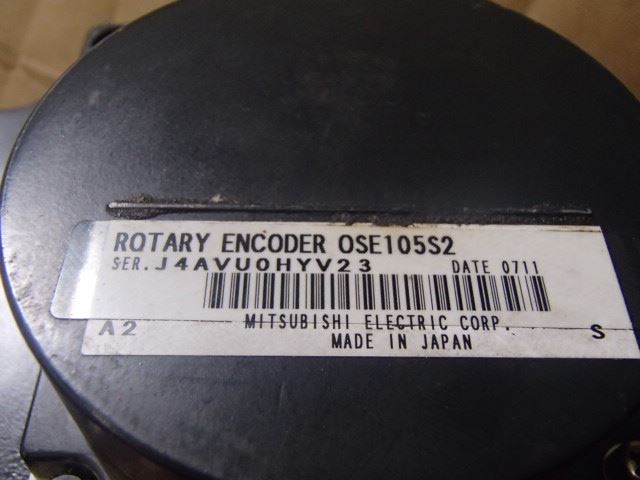 ROTARY ENCODER OSE105S2
SER.J4AVU0HYV23 DATE 0711
A2 MITSUBISHI ELECTRIC CORP. S
MADE IN JAPAN